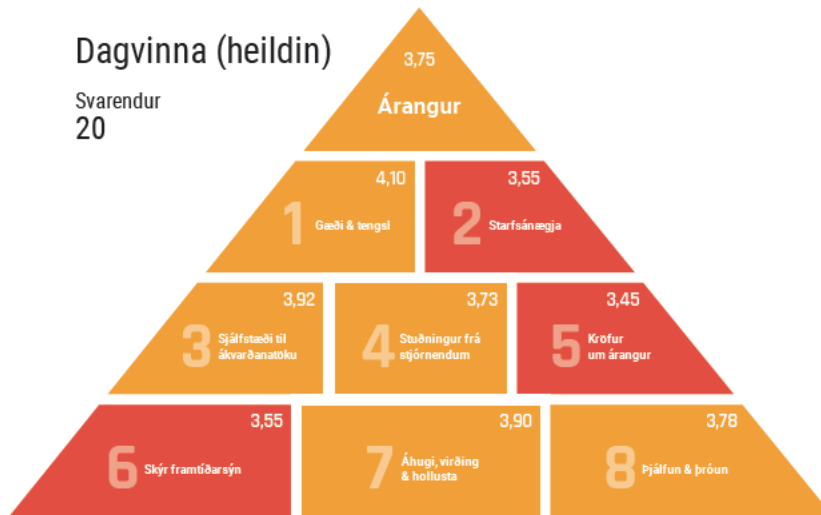 Dagvinna (heildin)
Svarendur
20
3,75
Árangur
4,10
1
Gæði & tengsl
3,55
2
Starfsánægja
3,92
3
Sjálfstæði til
ákvarðanatöku
3,73
4
Stuðningur frá
stjórnendum
3,45
5
Kröfur
um árangur
3,55
6
Skýr framtíðarsýn
3,90
7
Áhugi, virðing
& hollusta
3,78
8
Þjálfun & þróun